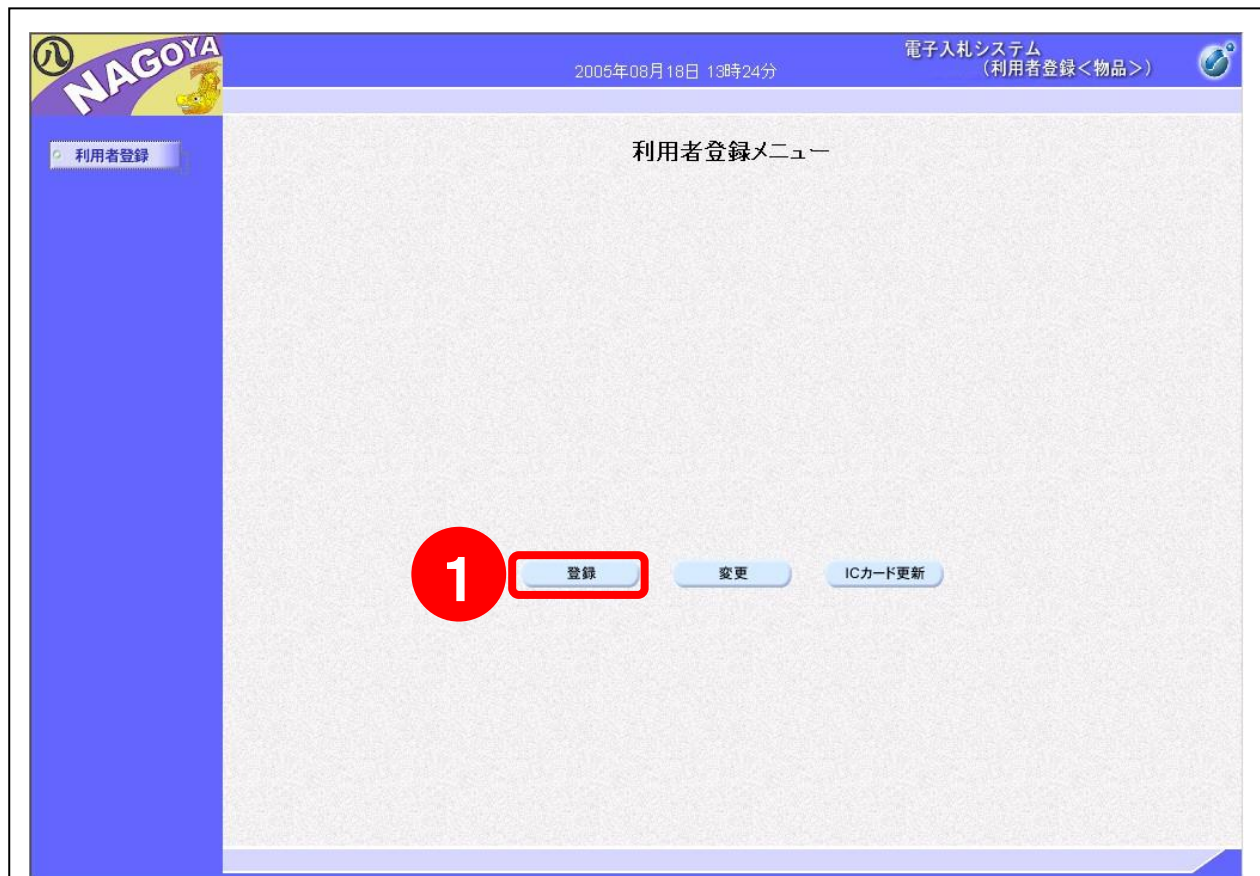 八
NAGOYA
2005年08月18日 13時24分
電子入札システム
(利用者登録<物品>)
利用者登録
利用者登録メニュー
1
登録
変更
ICカード更新